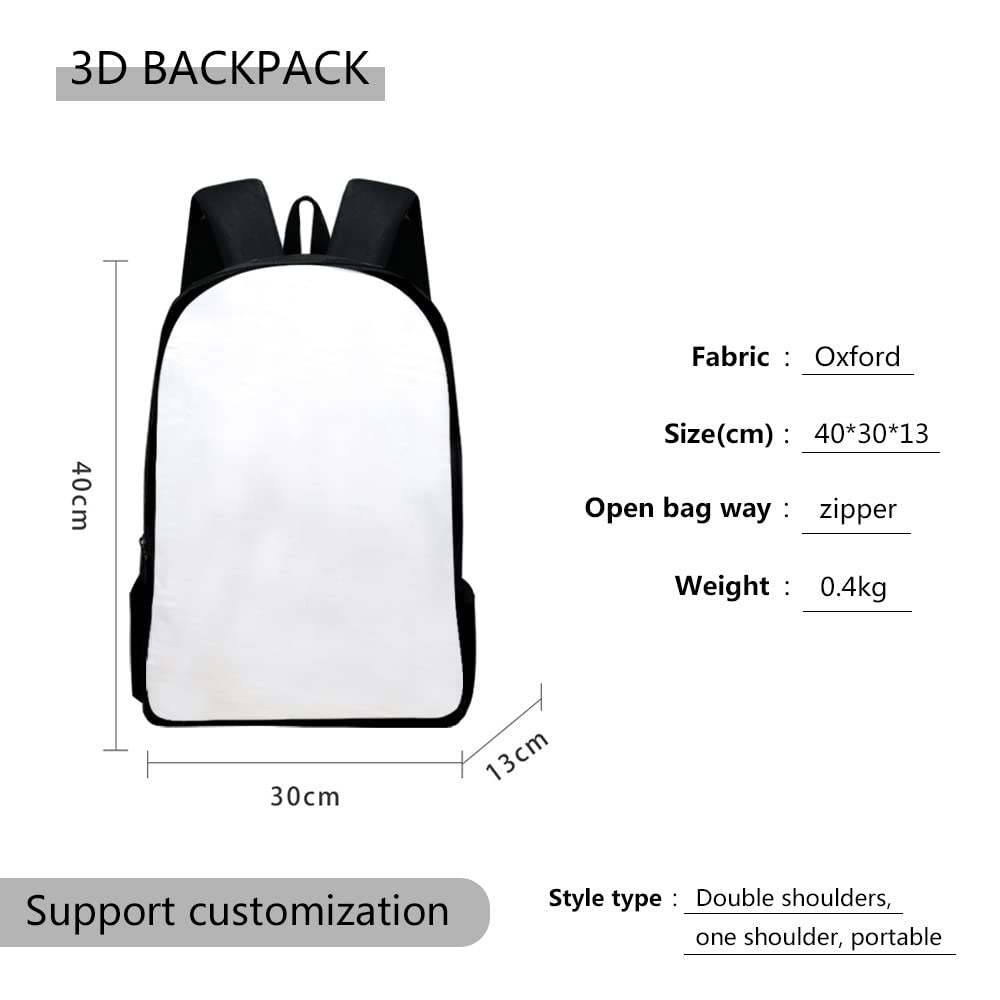 3D BACKPACK
40cm
30cm
13cm
Fabric : Oxford
Size(cm) : 40*30*13
Open bag way : zipper
Weight : 0.4kg
Support customization
Style type : Double shoulders,
one shoulder, portable